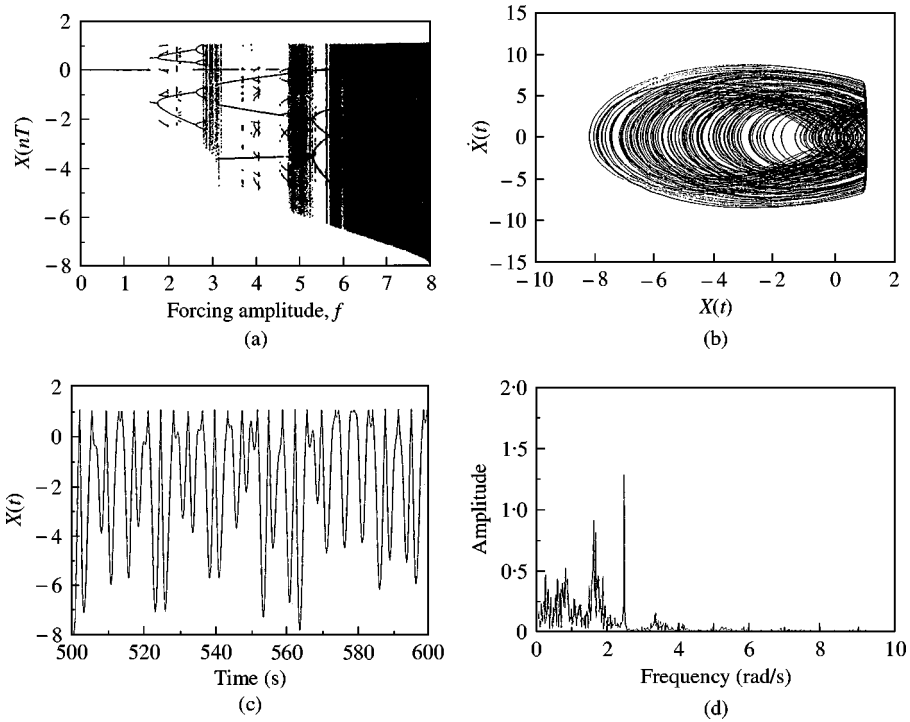 2
0
−2
−4
−6
−8
X(nT)
0 1 2 3 4 5 6 7 8
Forcing amplitude, f
(a)
15
10
5
0
−5
−10
−15
Ẋ(t)
−10 −8 −6 −4 −2 0 2
X(t)
(b)
2
0
−2
−4
−6
−8
X(t)
500 520 540 560 580 600
Time (s)
(c)
2·0
1·5
1·0
0·5
0
Amplitude
0 2 4 6 8 10
Frequency (rad/s)
(d)